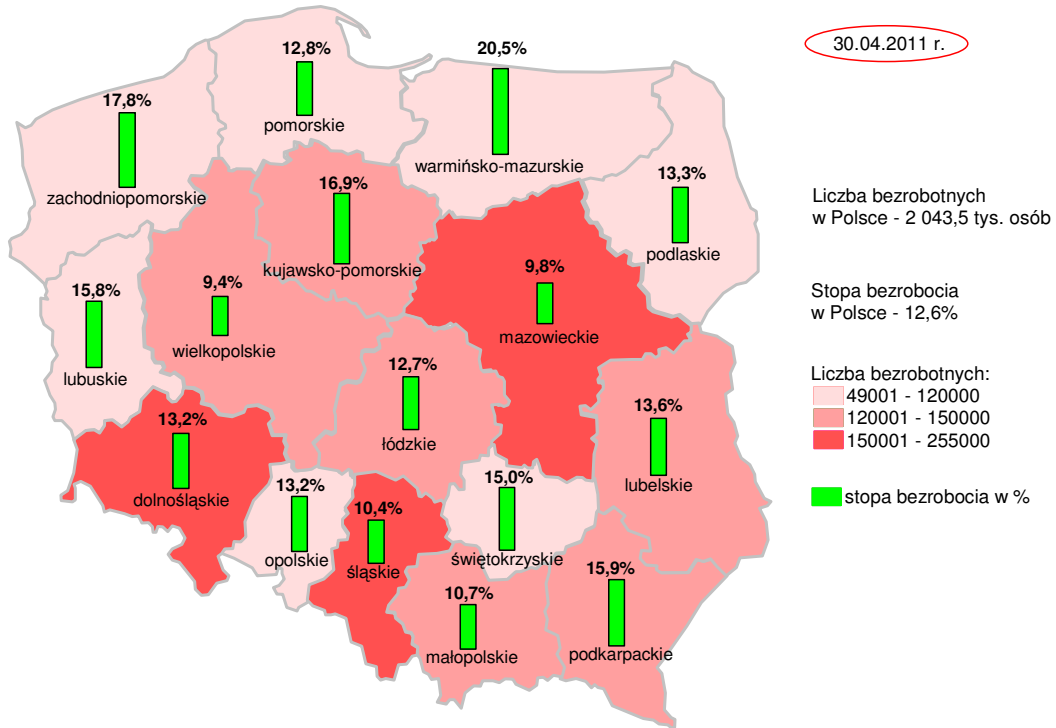 30.04.2011 r.
12,8%
pomorskie
20,5%
warmińsko-mazurskie
17,8%
zachodniopomorskie
16,9%
kujawsko-pomorskie
13,3%
podlaskie
15,8%
lubuskie
9,4%
wielkopolskie
9,8%
mazowieckie
12,7%
łódzkie
13,2%
dolnośląskie
13,6%
lubelskie
13,2%
opolskie
10,4%
śląskie
15,0%
świętokrzyskie
10,7%
małopolskie
15,9%
podkarpackie
Liczba bezrobotnych
w Polsce - 2 043,5 tys. osób
Stopa bezrobocia
w Polsce - 12,6%
Liczba bezrobotnych:
49001 - 120000
120001 - 150000
150001 - 255000
stopa bezrobocia w %